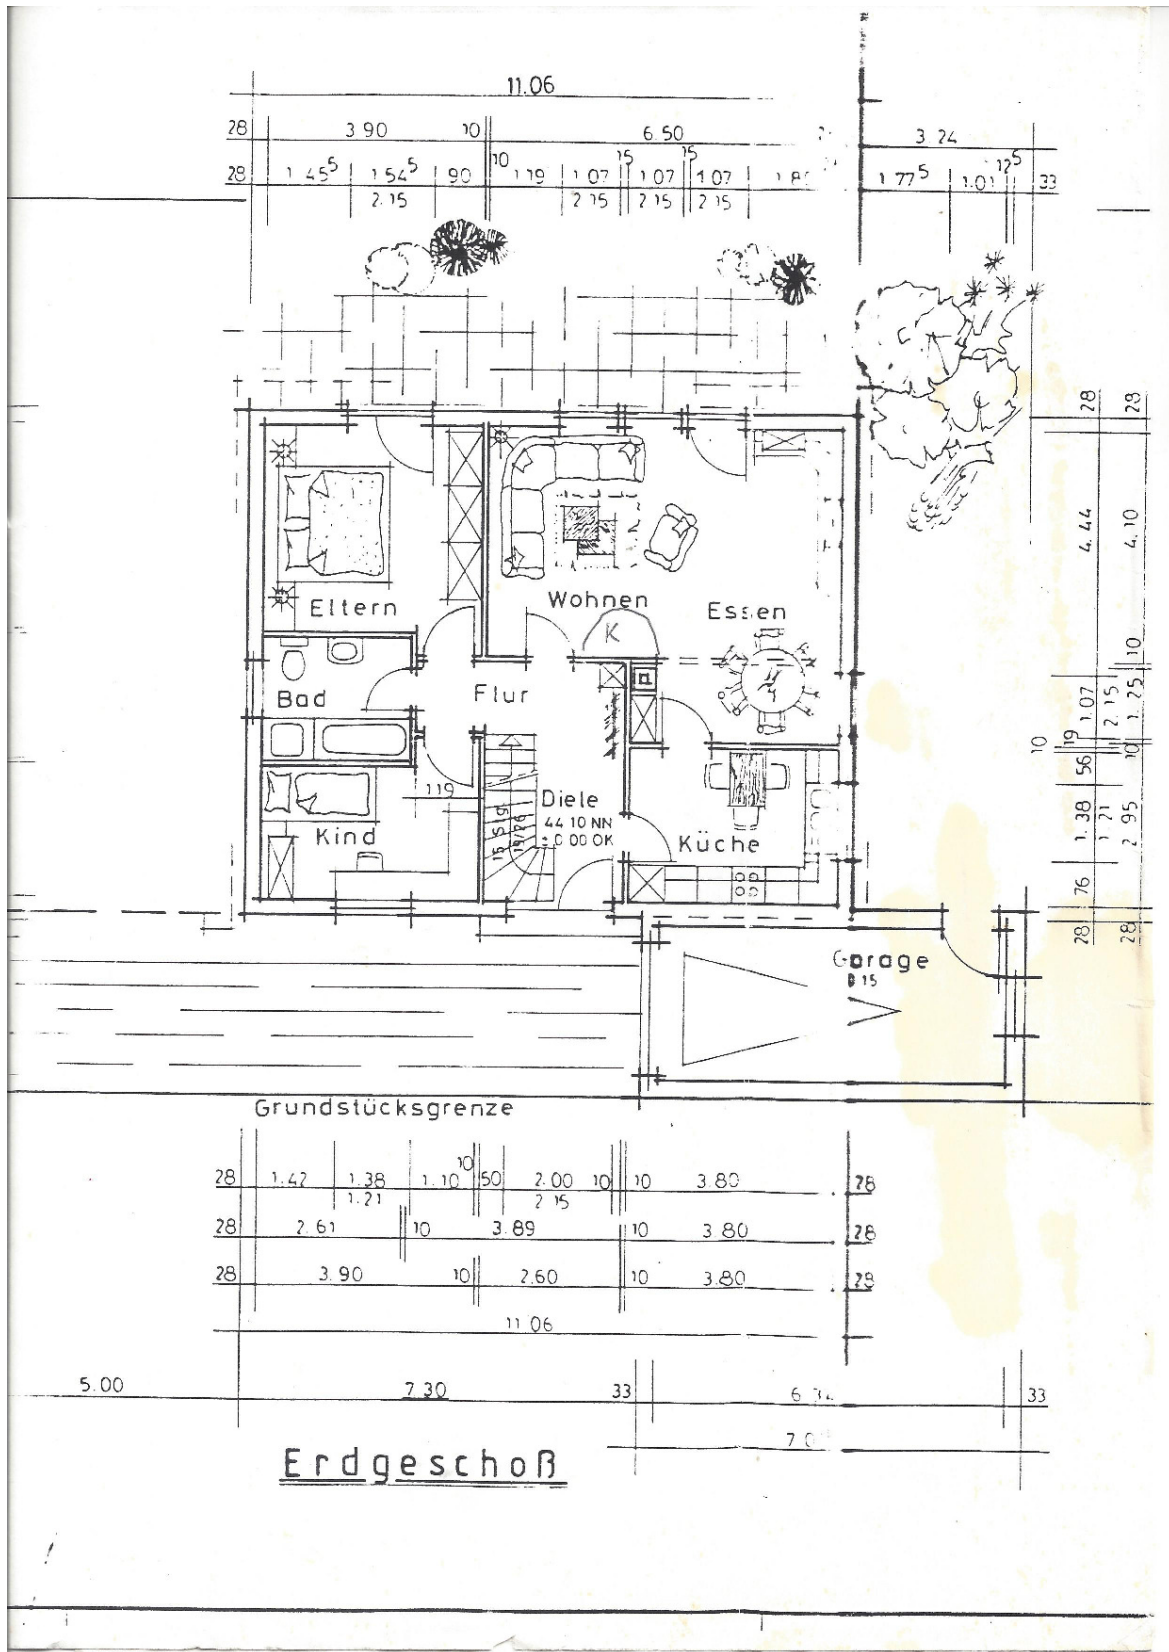 11.06
28 3.90 10 6.50 3.24
28 1.45⁵ 1.54⁵ 90 10 1.19 1.07 15 1.07 15 1.07 1.77⁵ 1.01 12⁵ 33
2.15 2.15 2.15 2.15
28 28
4.44 4.10
Eltern Wohnen Essen
K
10
Bad Flur
1.07 2.15 1.25
10 19 10
56
119 Diele
44.10 NN
± 0.00 OK
15 Stg
19/26
Kind Küche
1.38 1.21 2.95
76
28 28
Garage
B 15
Grundstücksgrenze
28 1.42 1.38 1.10 10 50 2.00 10 10 3.80 28
1.21 2.15
28 2.61 10 3.89 10 3.80 28
28 3.90 10 2.60 10 3.80 28
11.06
5.00 7.30 33 33
Erdgeschoß